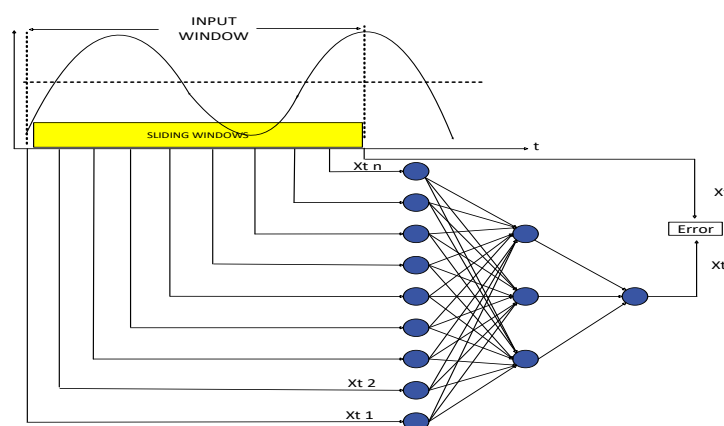 INPUT
WINDOW
SLIDING WINDOWS
t
Xt n
Error
Xt 2
Xt 1